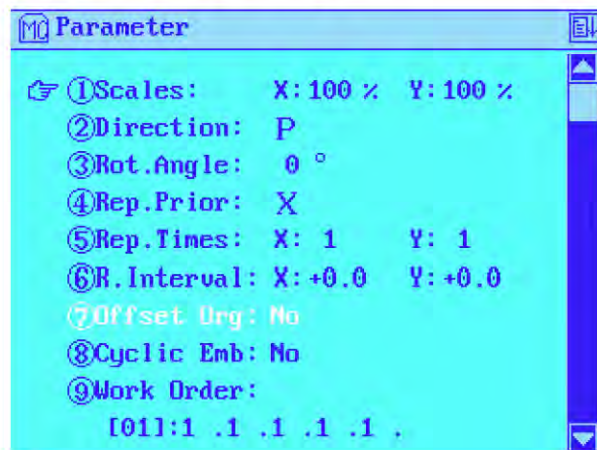 MC Parameter
①Scales: X:100 % Y:100 %
②Direction: P
③Rot.Angle: 0 °
④Rep.Prior: X
⑤Rep.Times: X: 1 Y: 1
⑥R.Interval: X:+0.0 Y:+0.0
⑦Offset Org: No
⑧Cyclic Emb: No
⑨Work Order:
[01]:1 .1 .1 .1 .1 .